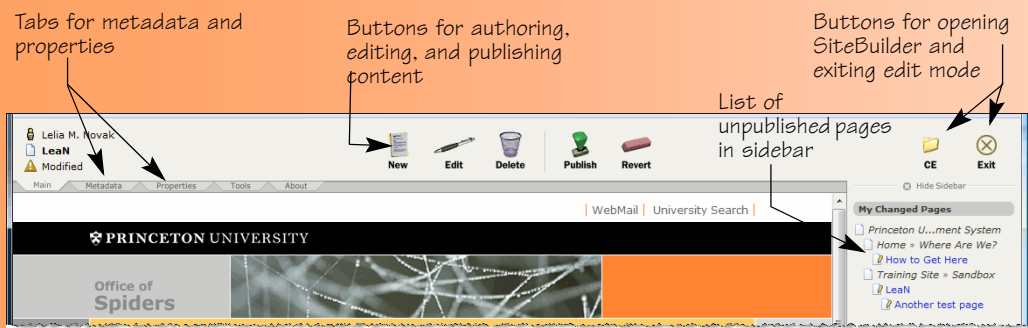 Tabs for metadata and
properties
Buttons for authoring,
editing, and publishing
content
Buttons for opening
SiteBuilder and
exiting edit mode
List of
unpublished pages
in sidebar
Lelia M. Novak
LeaN
Modified
New Edit Delete Publish Revert
CE Exit
Main Metadata Properties Tools About
Hide Sidebar
WebMail University Search
PRINCETON UNIVERSITY
Office of
Spiders
My Changed Pages
Princeton U...ment System
Home » Where Are We?
How to Get Here
Training Site » Sandbox
LeaN
Another test page